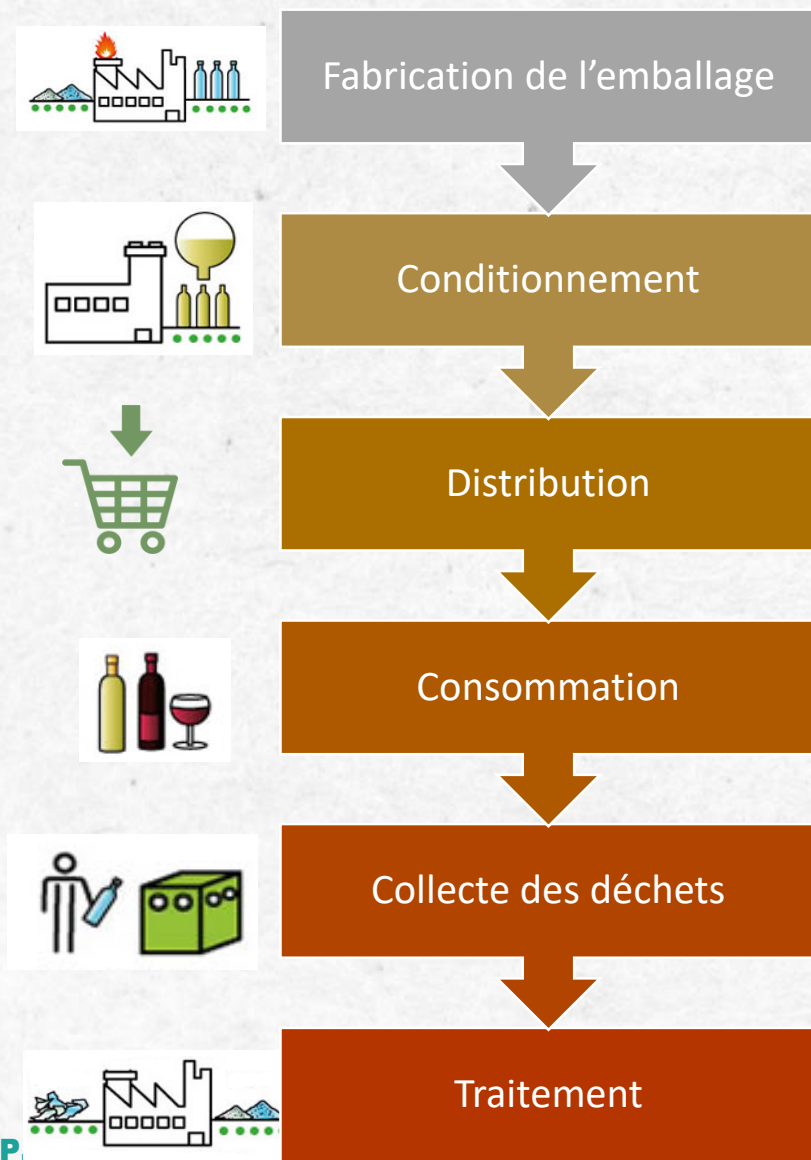 Fabrication de l’emballage
Conditionnement
Distribution
Consommation
Collecte des déchets
Traitement
P.